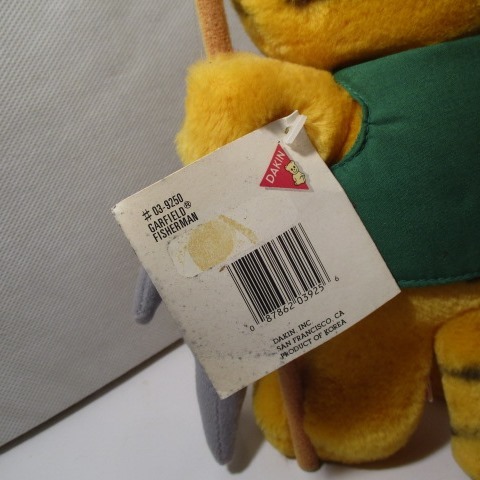 DAKIN
# 03-9250
GARFIELD®
FISHERMAN
0 87862 03925 6
DAKIN, INC.
SAN FRANCISCO, CA
PRODUCT OF KOREA